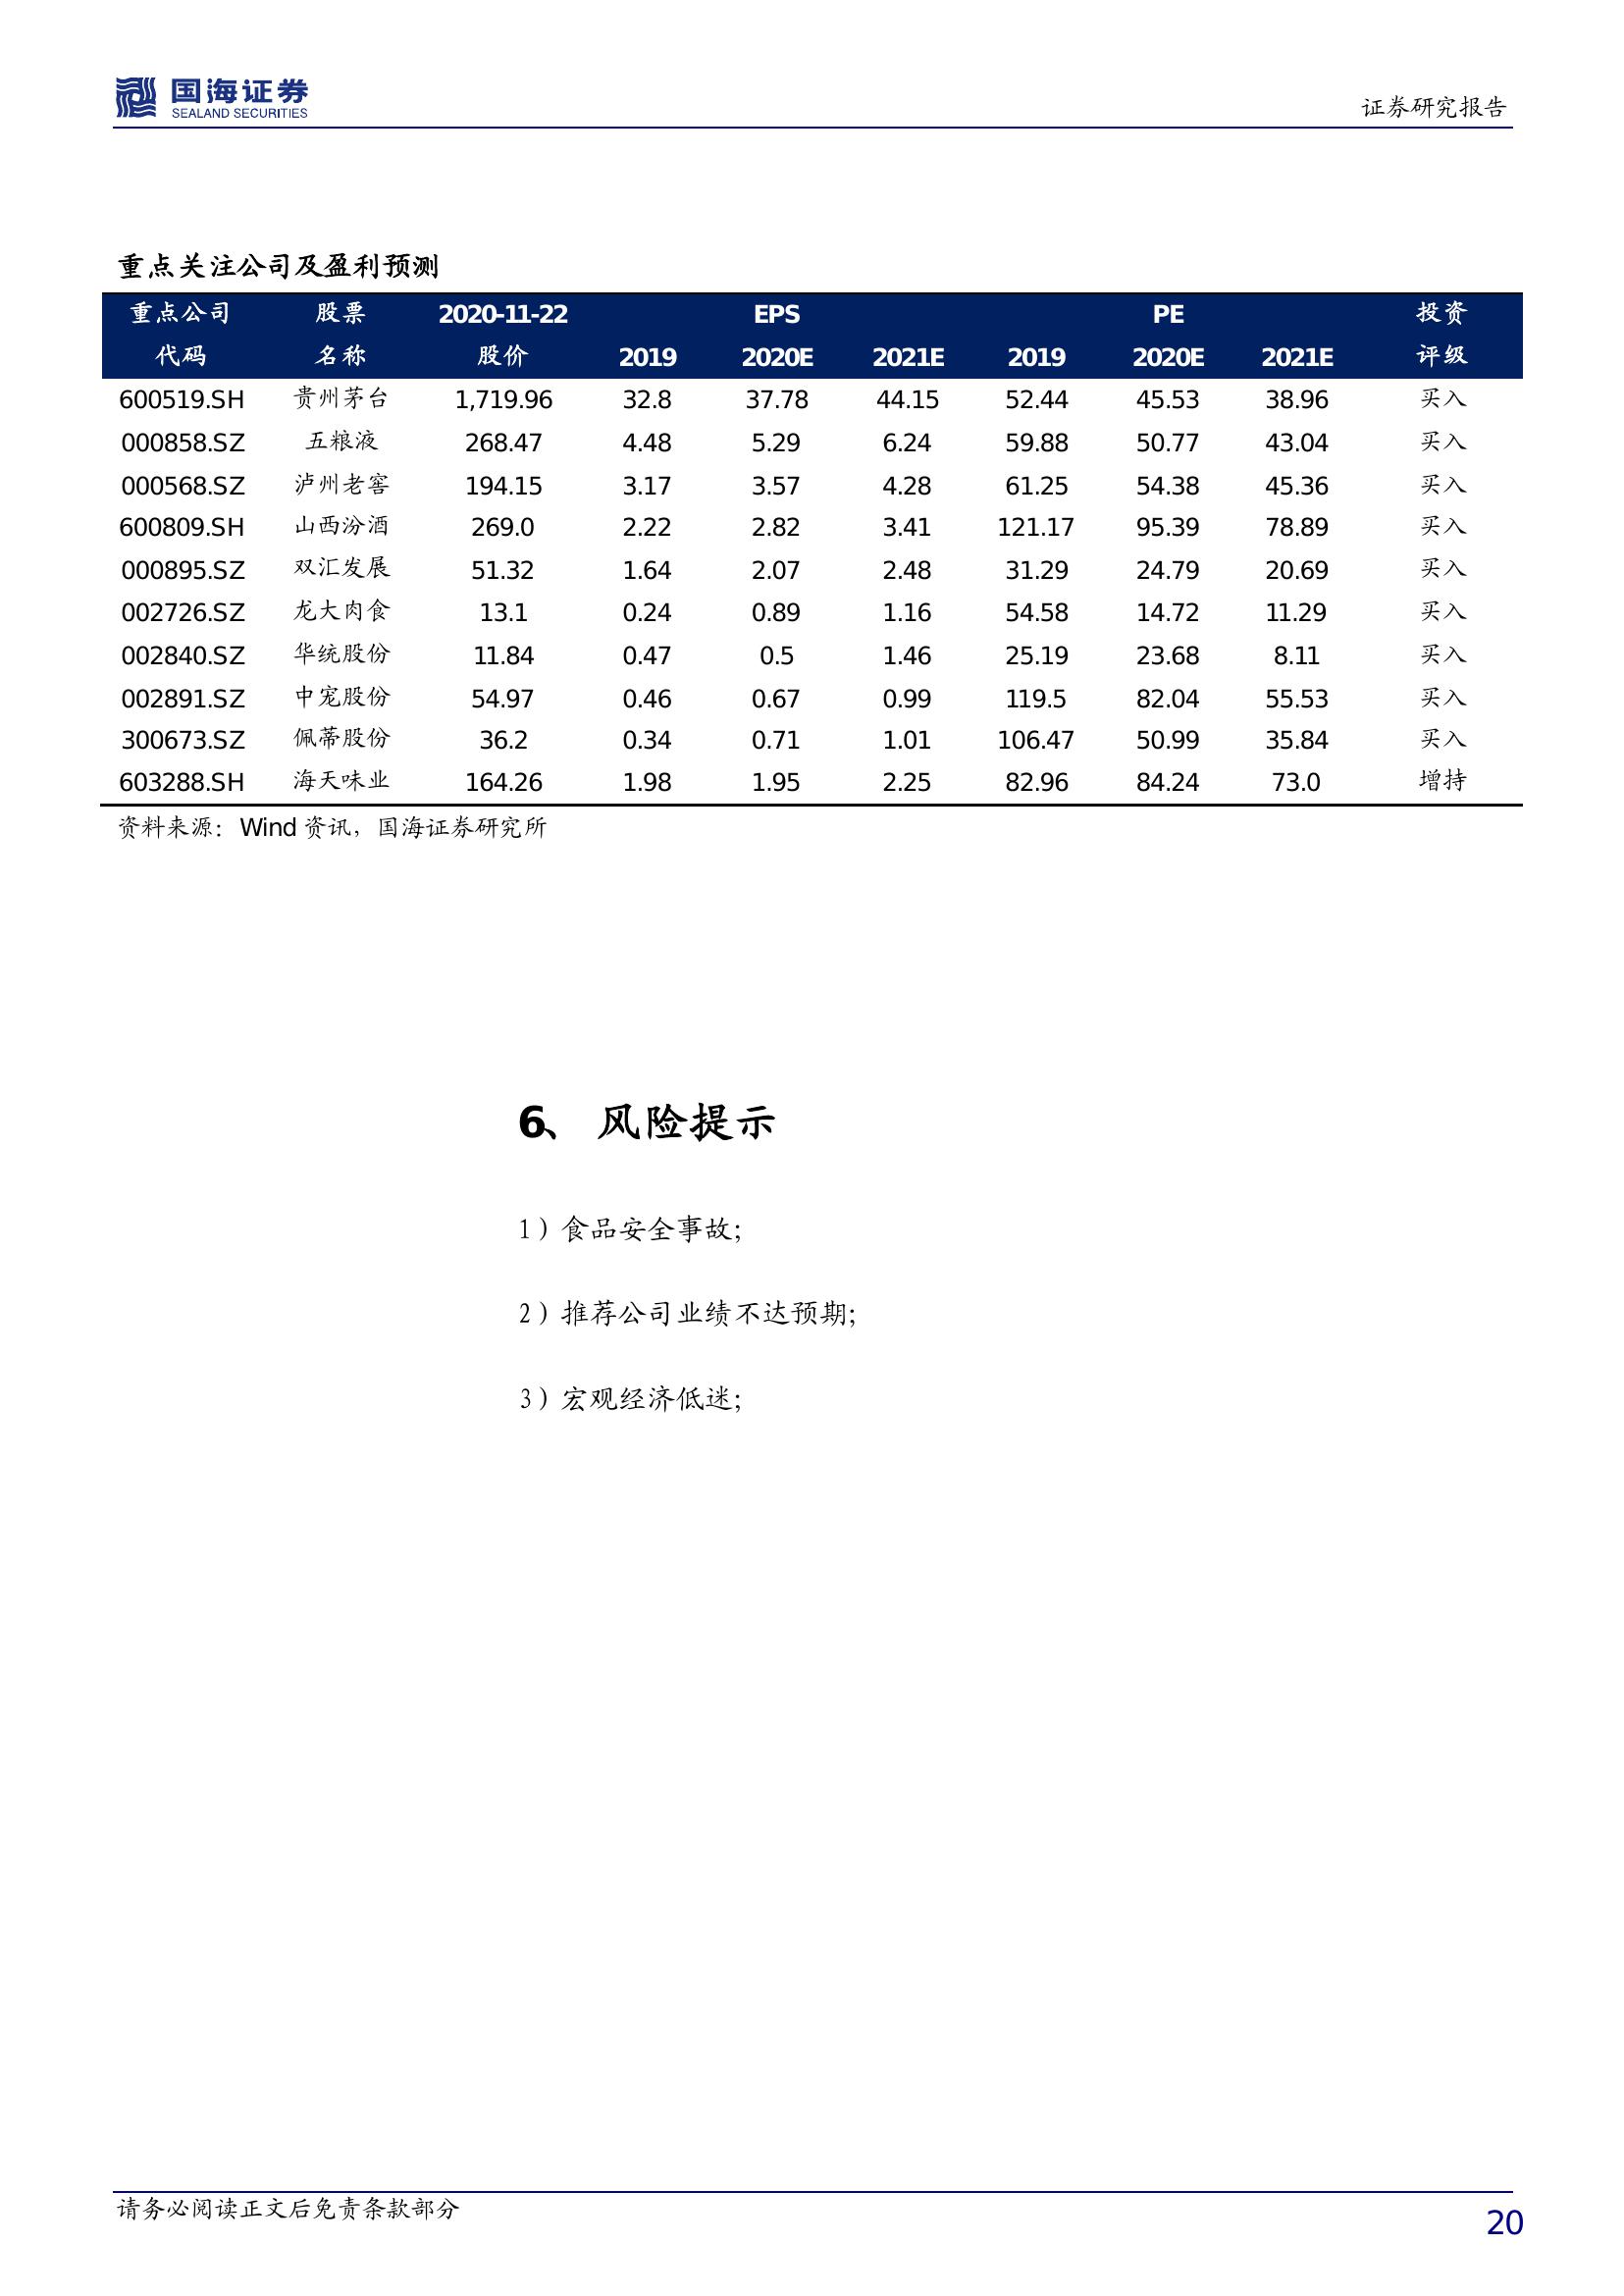 国海证券
SEALAND SECURITIES
证券研究报告
重点关注公司及盈利预测
重点公司 股票 2020-11-22 EPS PE 投资
代码 名称 股价 2019 2020E 2021E 2019 2020E 2021E 评级
600519.SH 贵州茅台 1,719.96 32.8 37.78 44.15 52.44 45.53 38.96 买入
000858.SZ 五粮液 268.47 4.48 5.29 6.24 59.88 50.77 43.04 买入
000568.SZ 泸州老窖 194.15 3.17 3.57 4.28 61.25 54.38 45.36 买入
600809.SH 山西汾酒 269.0 2.22 2.82 3.41 121.17 95.39 78.89 买入
000895.SZ 双汇发展 51.32 1.64 2.07 2.48 31.29 24.79 20.69 买入
002726.SZ 龙大肉食 13.1 0.24 0.89 1.16 54.58 14.72 11.29 买入
002840.SZ 华统股份 11.84 0.47 0.5 1.46 25.19 23.68 8.11 买入
002891.SZ 中宠股份 54.97 0.46 0.67 0.99 119.5 82.04 55.53 买入
300673.SZ 佩蒂股份 36.2 0.34 0.71 1.01 106.47 50.99 35.84 买入
603288.SH 海天味业 164.26 1.98 1.95 2.25 82.96 84.24 73.0 增持
资料来源：Wind 资讯，国海证券研究所
6、 风险提示
1）食品安全事故；
2）推荐公司业绩不达预期；
3）宏观经济低迷；
请务必阅读正文后免责条款部分
20